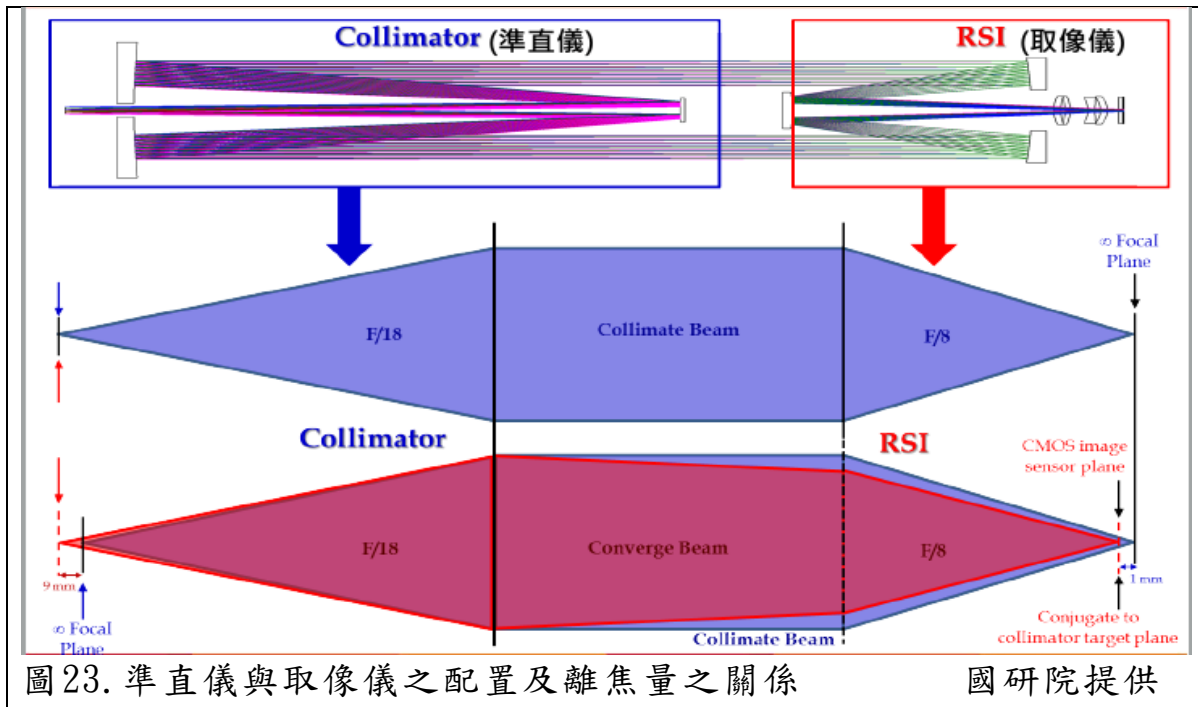 Collimator (準直儀)
RSI (取像儀)
∞ Focal
Plane
F/18
Collimate Beam
F/8
Collimator
RSI
CMOS image
sensor plane
F/18
Converge Beam
F/8
9 mm
1 mm
∞ Focal
Plane
Collimate Beam
Conjugate to
collimator target plane
圖23.準直儀與取像儀之配置及離焦量之關係 國研院提供